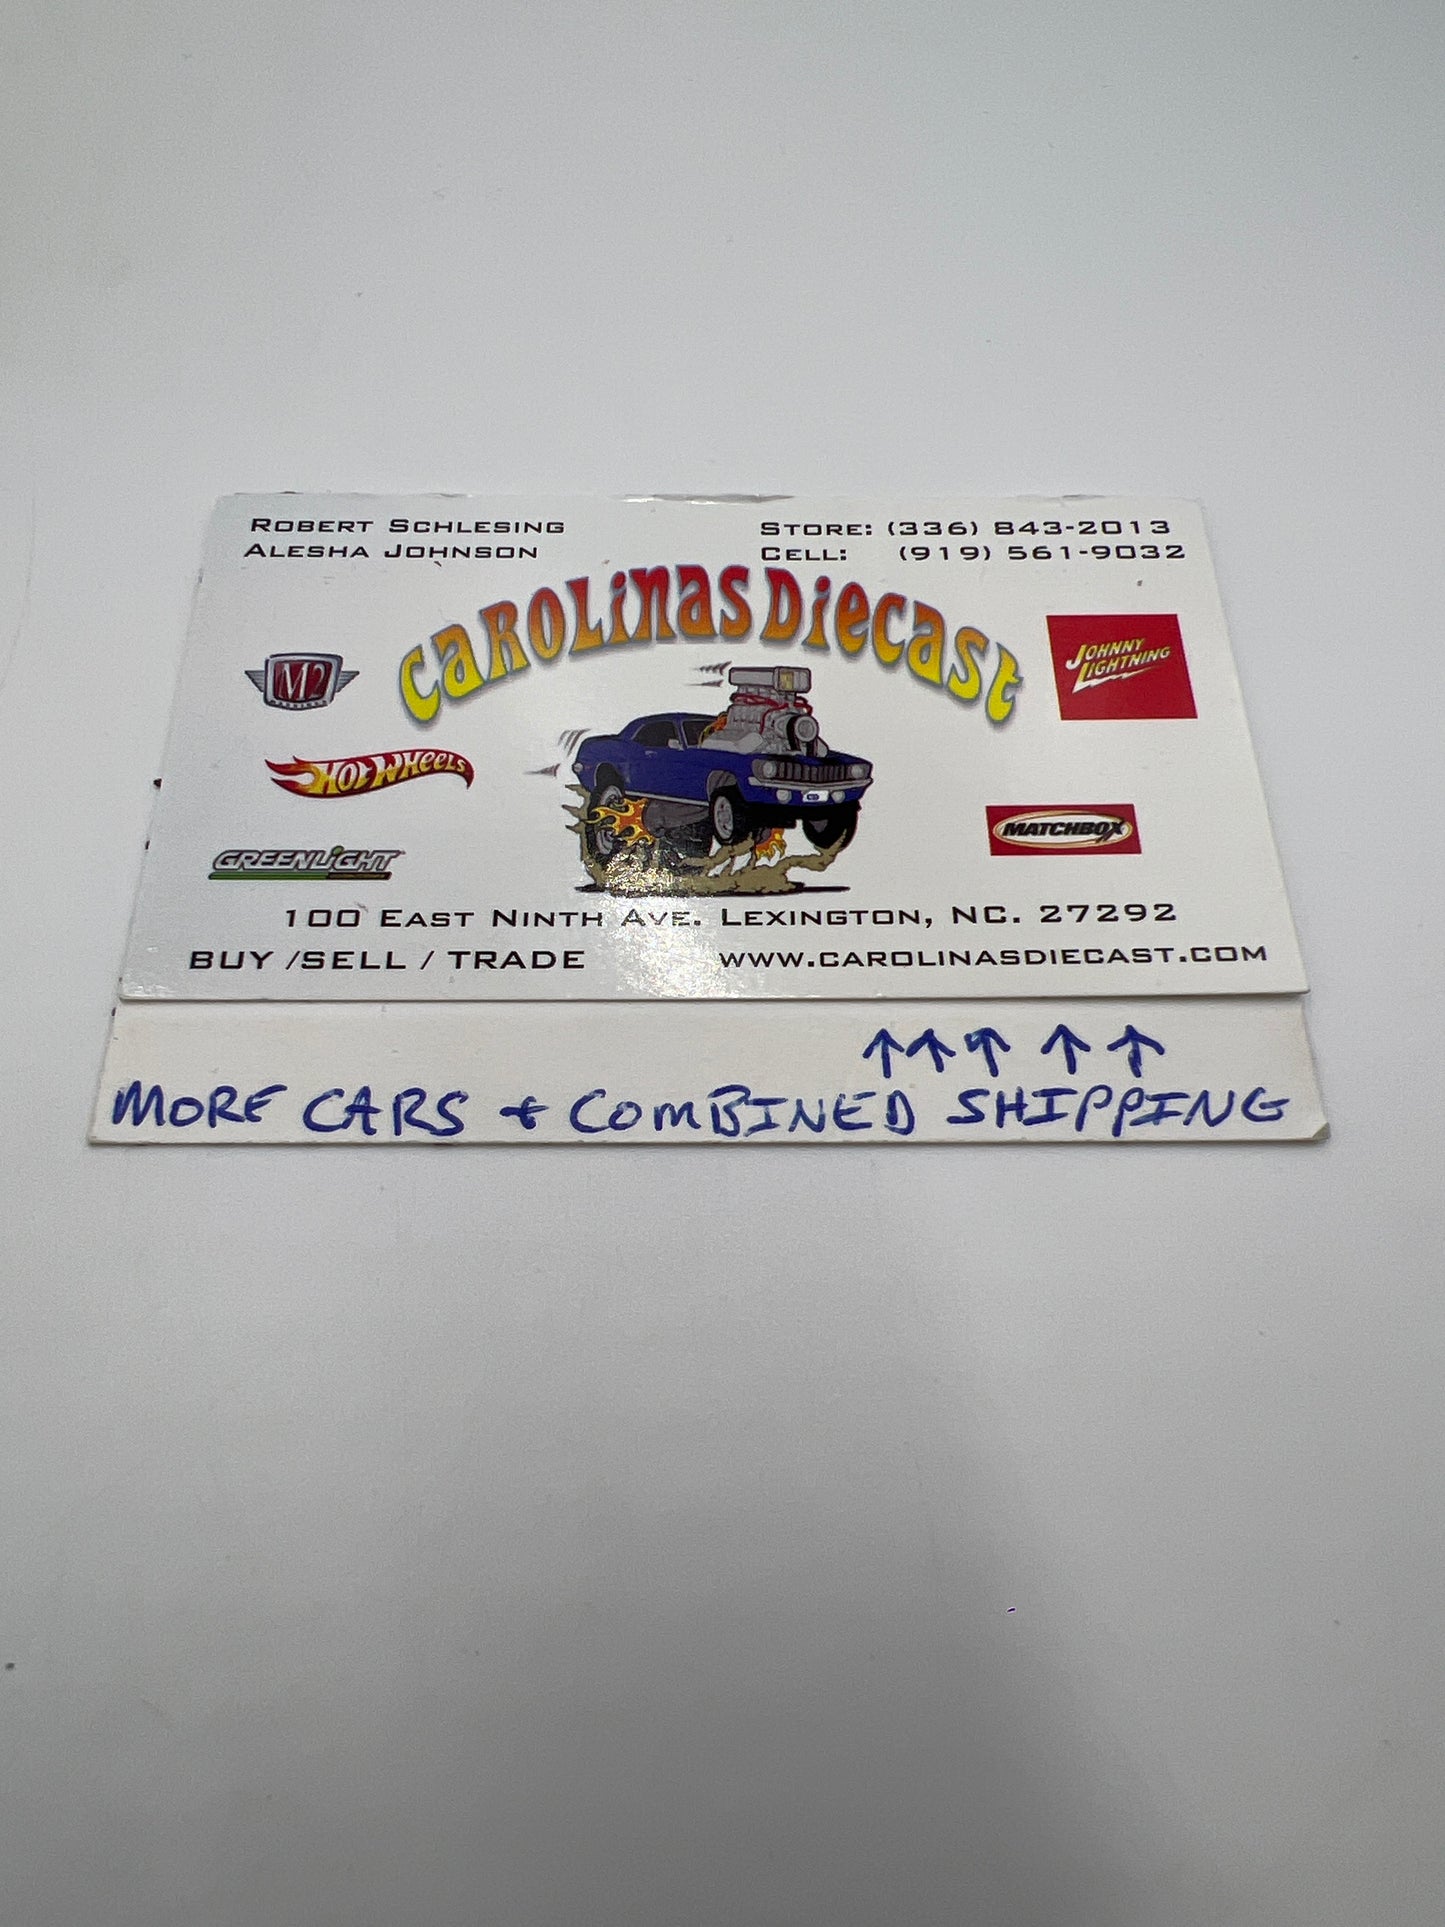 ROBERT SCHLESING
ALESHA JOHNSON
STORE: (336) 843-2013
CELL: (919) 561-9032
CAROLINAS DIECAST
M2
JOHNNY LIGHTNING
HOT WHEELS
MATCHBOX
GREENLIGHT
100 EAST NINTH AVE. LEXINGTON, NC. 27292
BUY /SELL / TRADE
WWW.CAROLINASDIECAST.COM
↑↑↑↑↑
MORE CARS + COMBINED SHIPPING